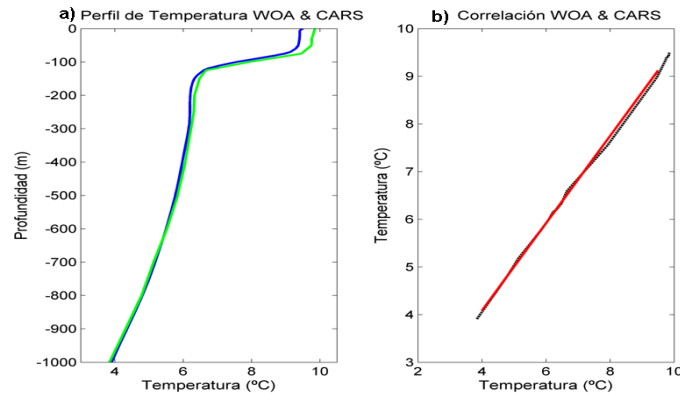 a) Perfil de Temperatura WOA & CARS
0
-100
-200
-300
-400
-500
-600
-700
-800
-900
-1000
Profundidad (m)
4 6 8 10
Temperatura (ºC)
b) Correlación WOA & CARS
10
9
8
7
6
5
4
3
Temperatura (ºC)
2 4 6 8 10
Temperatura (ºC)